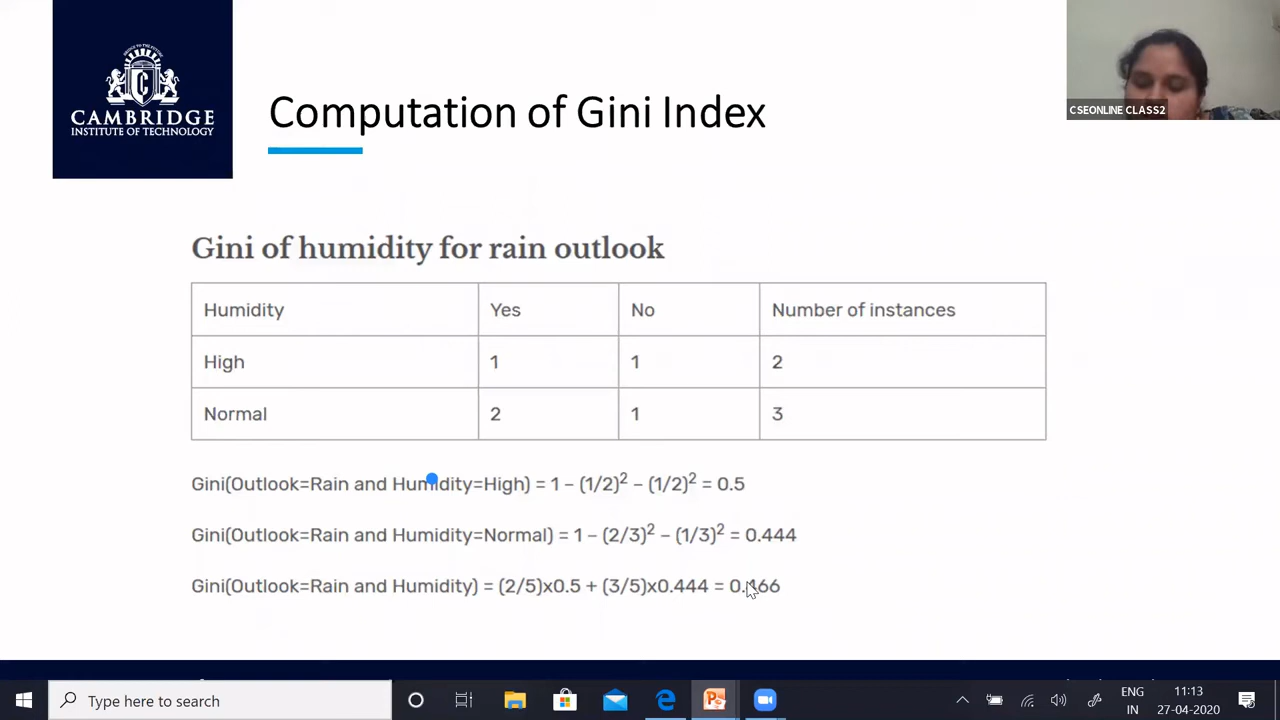 CAMBRIDGE
INSTITUTE OF TECHNOLOGY
Computation of Gini Index
CSEONLINE CLASS2
Gini of humidity for rain outlook
Humidity Yes No Number of instances
High 1 1 2
Normal 2 1 3
Gini(Outlook=Rain and Humidity=High) = 1 – (1/2)² – (1/2)² = 0.5
Gini(Outlook=Rain and Humidity=Normal) = 1 – (2/3)² – (1/3)² = 0.444
Gini(Outlook=Rain and Humidity) = (2/5)x0.5 + (3/5)x0.444 = 0.466
Type here to search
ENG
IN
11:13
27-04-2020